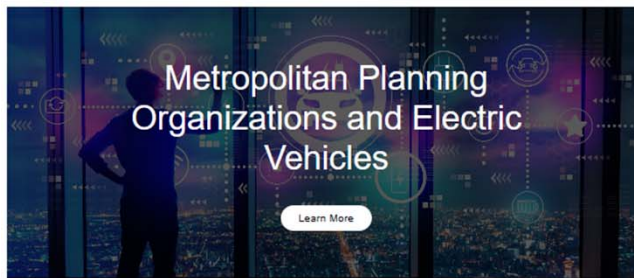 Metropolitan Planning
Organizations and Electric
Vehicles
Learn More